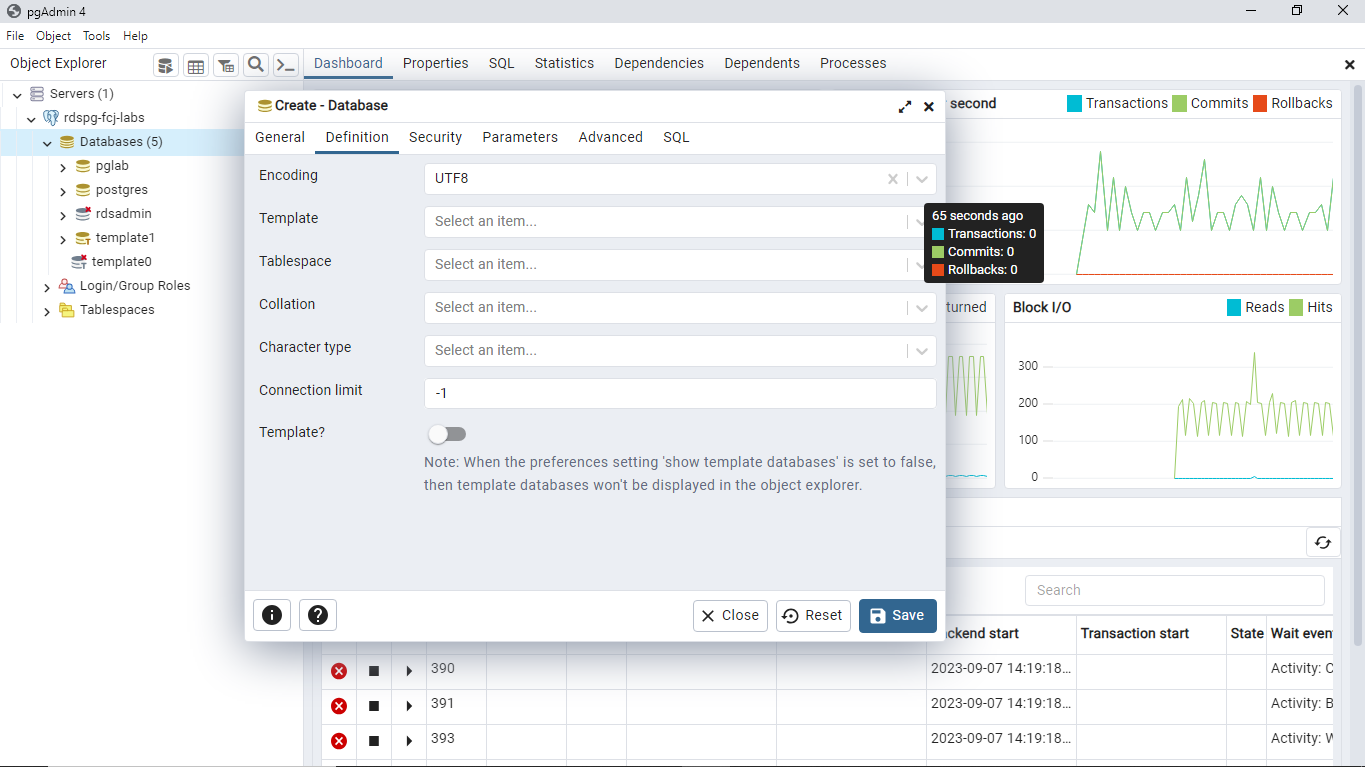 pgAdmin 4
File Object Tools Help
Object Explorer
Dashboard Properties SQL Statistics Dependencies Dependents Processes
Servers (1)
rdspg-fcj-labs
Databases (5)
pglab
postgres
rdsadmin
template1
template0
Login/Group Roles
Tablespaces
Create - Database
General Definition Security Parameters Advanced SQL
Encoding UTF8
Template Select an item...
Tablespace Select an item...
Collation Select an item...
Character type Select an item...
Connection limit -1
Template?
Note: When the preferences setting 'show template databases' is set to false,
then template databases won't be displayed in the object explorer.
Close Reset Save
second Transactions Commits Rollbacks
65 seconds ago
Transactions: 0
Commits: 0
Rollbacks: 0
turned
Block I/O Reads Hits
300
200
100
0
Search
ckend start Transaction start State Wait even
390 2023-09-07 14:19:18... Activity: C
391 2023-09-07 14:19:18... Activity: B
393 2023-09-07 14:19:18... Activity: W